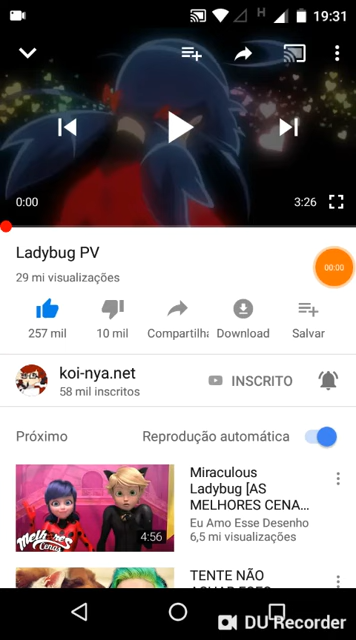 H
19:31
0:00
3:26
Ladybug PV
29 mi visualizações
00:00
257 mil
10 mil
Compartilha
Download
Salvar
koi-nya.net
58 mil inscritos
INSCRITO
Próximo
Reprodução automática
Melhores
Cenas
4:56
Miraculous
Ladybug [AS
MELHORES CENA...
Eu Amo Esse Desenho
6,5 mi visualizações
TENTE NÃO
DU Recorder